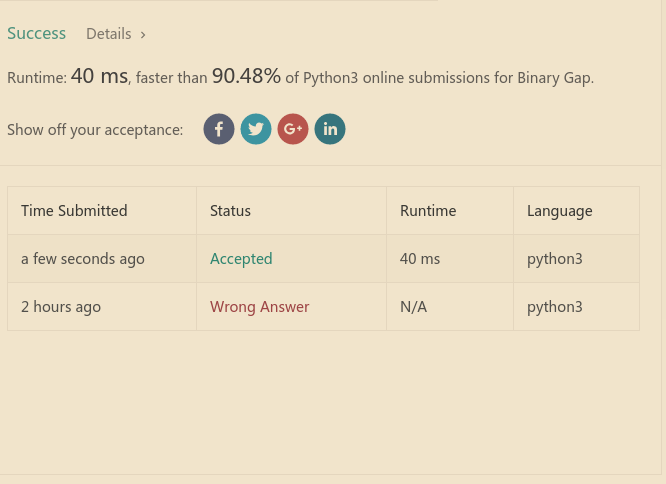 Success Details ›
Runtime: 40 ms, faster than 90.48% of Python3 online submissions for Binary Gap.
Show off your acceptance: f G+ in
Time Submitted Status Runtime Language
a few seconds ago Accepted 40 ms python3
2 hours ago Wrong Answer N/A python3